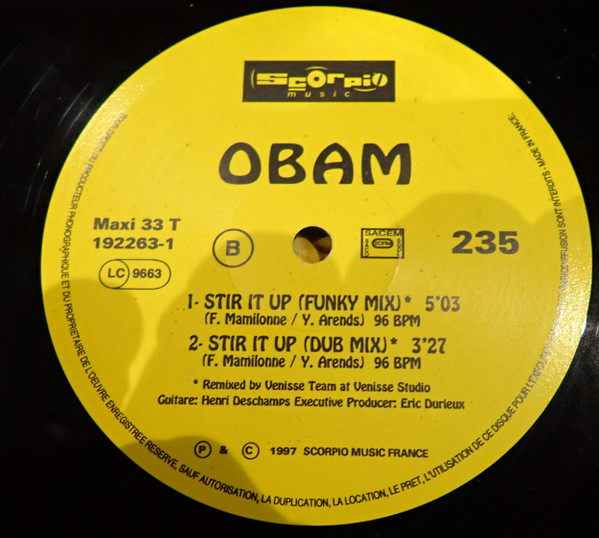 Scorpio
music
OBAM
Maxi 33 T
192263-1
B
SACEM
235
LC 9663
1- STIR IT UP (FUNKY MIX)* 5'03
(F. Mamilonne / Y. Arends) 96 BPM
2- STIR IT UP (DUB MIX)* 3'27
(F. Mamilonne / Y. Arends) 96 BPM
* Remixed by Venisse Team at Venisse Studio
Guitare: Henri Deschamps Executive Producer: Eric Durieux
P & C 1997 SCORPIO MUSIC FRANCE
DU PRODUCTEUR PHONOGRAPHIQUE ET DU PROPRIETAIRE DE L'OEUVRE ENREGISTREE RESERVE, SAUF AUTORISATION, LA DUPLICATION, LA LOCATION, LE PRET, L'UTILISATION DE CE DISQUE POUR L'EXECUTION SONT INTERDITS - MADE IN FRANCE.